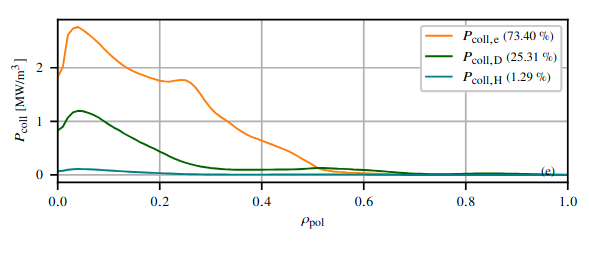 P_coll,e (73.40 %)
P_coll,D (25.31 %)
P_coll,H (1.29 %)
P_coll [MW/m³]
2
1
0
(e)
0.0 0.2 0.4 0.6 0.8 1.0
ρ_pol